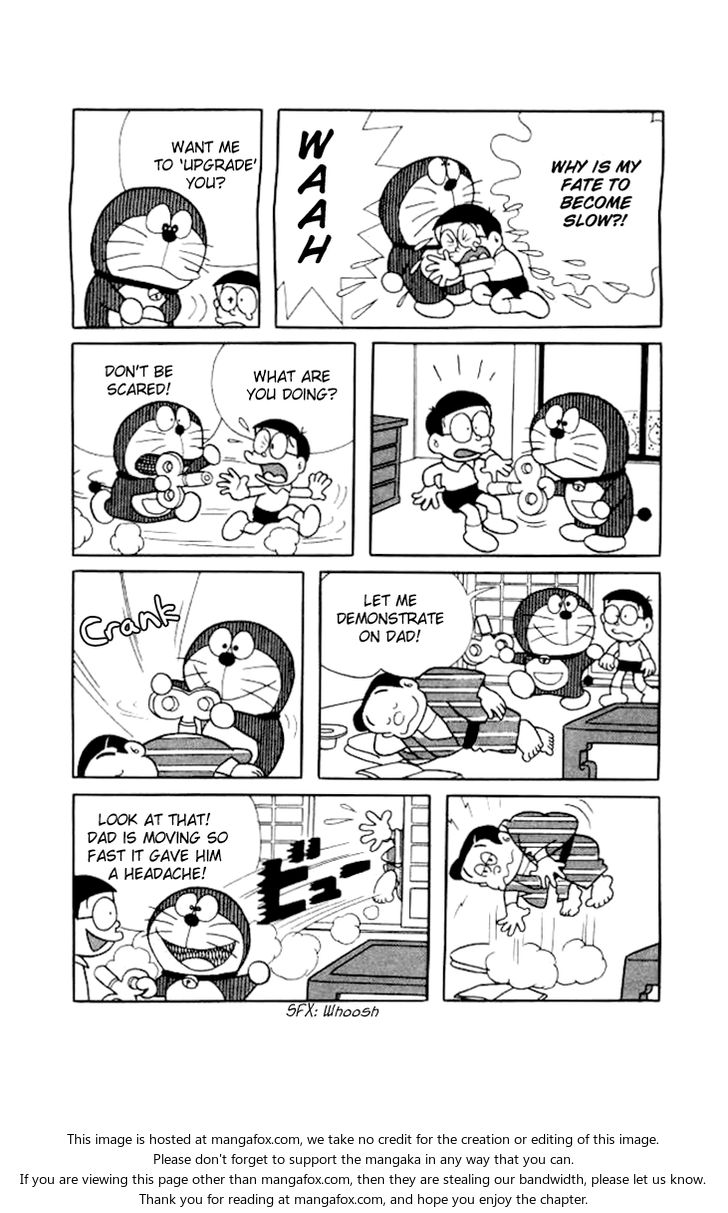 WHY IS MY
FATE TO
BECOME
SLOW?!
WAAH
WANT ME
TO 'UPGRADE'
YOU?
WHAT ARE
YOU DOING?
DON'T BE
SCARED!
LET ME
DEMONSTRATE
ON DAD!
Crank
LOOK AT THAT!
DAD IS MOVING SO
FAST IT GAVE HIM
A HEADACHE!
ビュー
SFX: Whoosh
This image is hosted at mangafox.com, we take no credit for the creation or editing of this image.
Please don't forget to support the mangaka in any way that you can.
If you are viewing this page other than mangafox.com, then they are stealing our bandwidth, please let us know.
Thank you for reading at mangafox.com, and hope you enjoy the chapter.